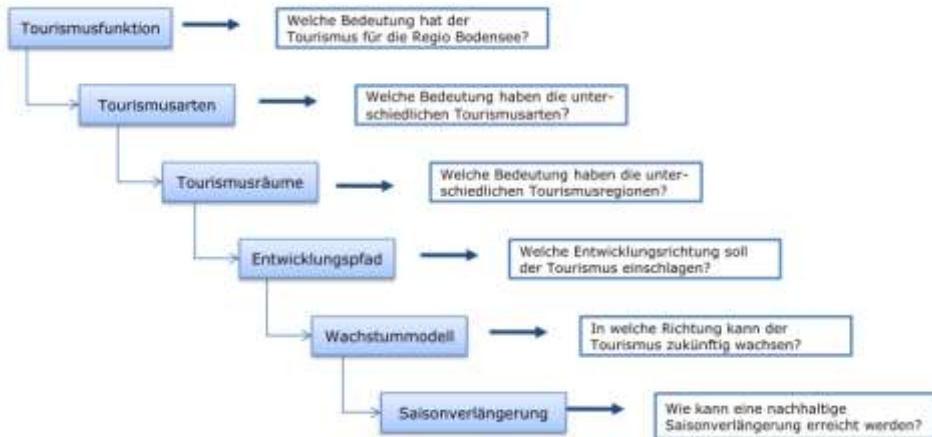 Tourismusfunktion
Welche Bedeutung hat der
Tourismus für die Regio Bodensee?
Tourismusarten
Welche Bedeutung haben die unter-
schiedlichen Tourismusarten?
Tourismusräume
Welche Bedeutung haben die unter-
schiedlichen Tourismusregionen?
Entwicklungspfad
Welche Entwicklungsrichtung soll
der Tourismus einschlagen?
Wachstummodell
In welche Richtung kann der
Tourismus zukünftig wachsen?
Saisonverlängerung
Wie kann eine nachhaltige
Saisonverlängerung erreicht werden?